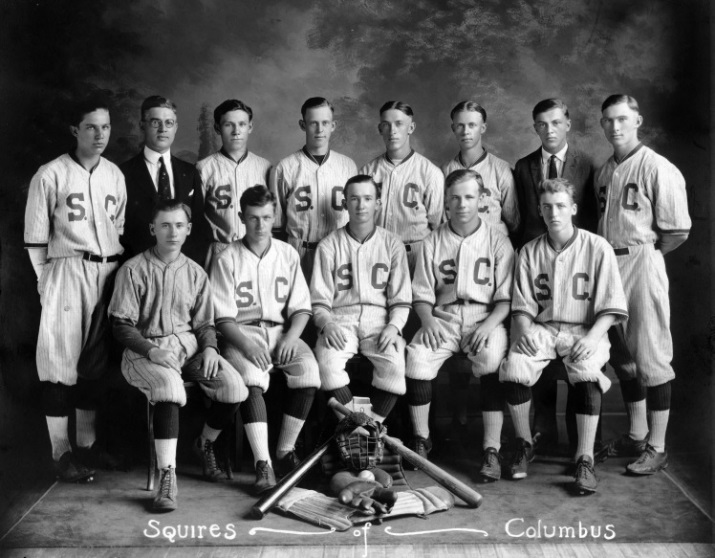 S. C.
S.
S. C
C.
S. C.
S. C.
S. C.
S. C.
S. C.
Squires of Columbus